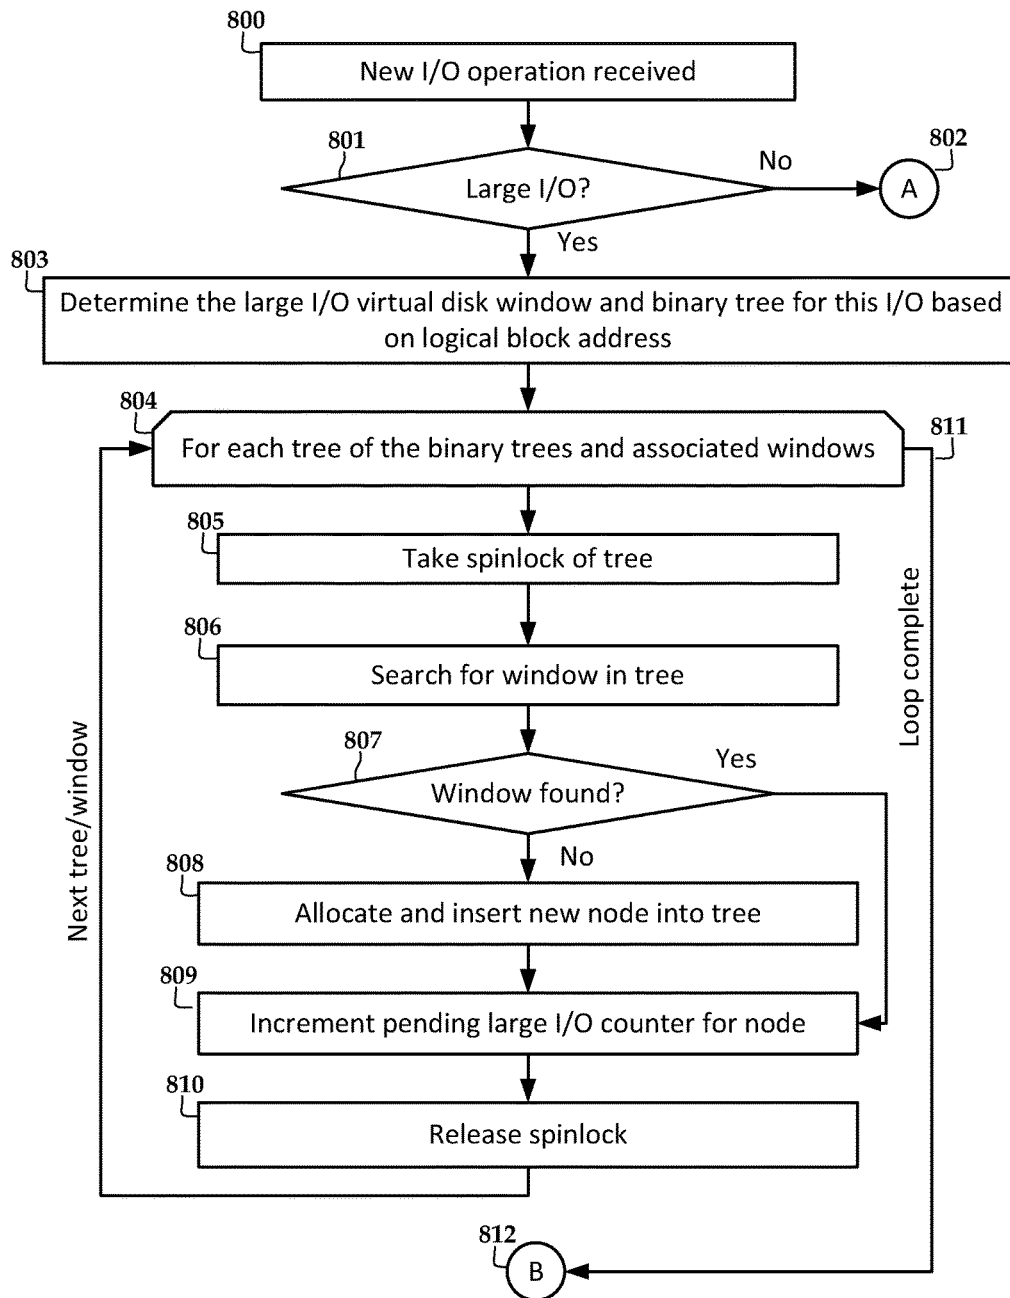 800
New I/O operation received
801
Large I/O?
No
802
A
Yes
803
Determine the large I/O virtual disk window and binary tree for this I/O based
on logical block address
804
For each tree of the binary trees and associated windows
811
805
Take spinlock of tree
806
Search for window in tree
807
Window found?
Yes
No
808
Allocate and insert new node into tree
809
Increment pending large I/O counter for node
810
Release spinlock
Next tree/window
Loop complete
812
B